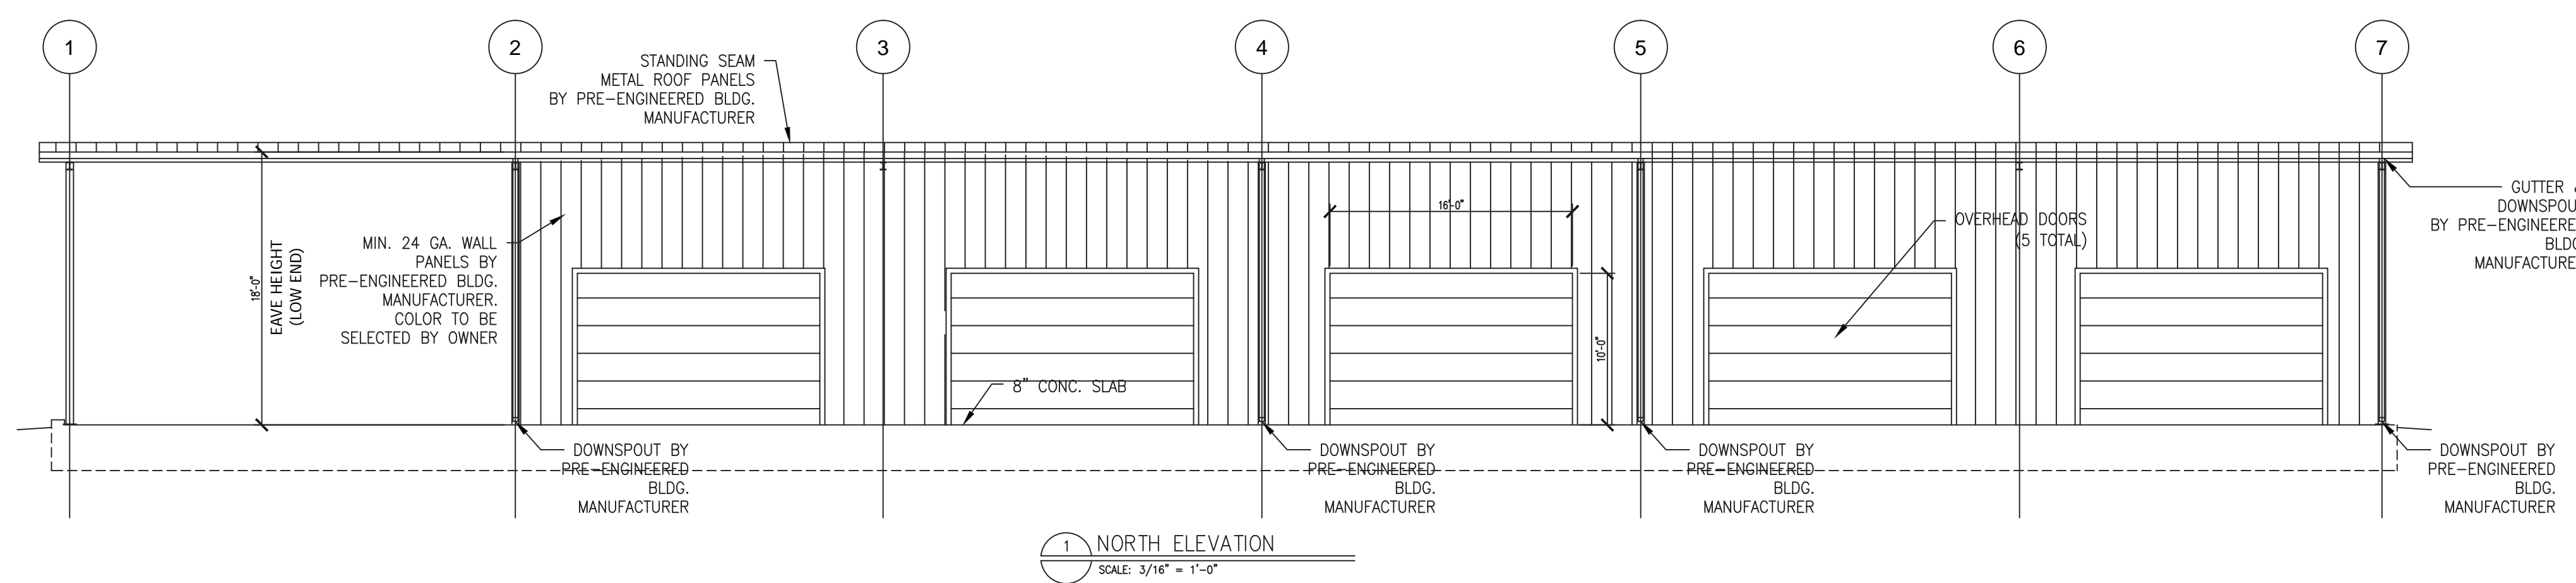 1
2
3
4
5
6
7
STANDING SEAM
METAL ROOF PANELS
BY PRE-ENGINEERED BLDG.
MANUFACTURER
MIN. 24 GA. WALL
PANELS BY
PRE-ENGINEERED BLDG.
MANUFACTURER.
COLOR TO BE
SELECTED BY OWNER
18'-0"
EAVE HEIGHT
(LOW END)
16'-0"
10'-0"
OVERHEAD DOORS
(5 TOTAL)
GUTTER &
DOWNSPOU
BY PRE-ENGINEERE
BLDG
MANUFACTURE
8" CONC. SLAB
DOWNSPOUT BY
PRE-ENGINEERED
BLDG.
MANUFACTURER
DOWNSPOUT BY
PRE-ENGINEERED
BLDG.
MANUFACTURER
DOWNSPOUT BY
PRE-ENGINEERED
BLDG.
MANUFACTURER
DOWNSPOUT BY
PRE-ENGINEERED
BLDG.
MANUFACTURER
1 NORTH ELEVATION
SCALE: 3/16" = 1'-0"